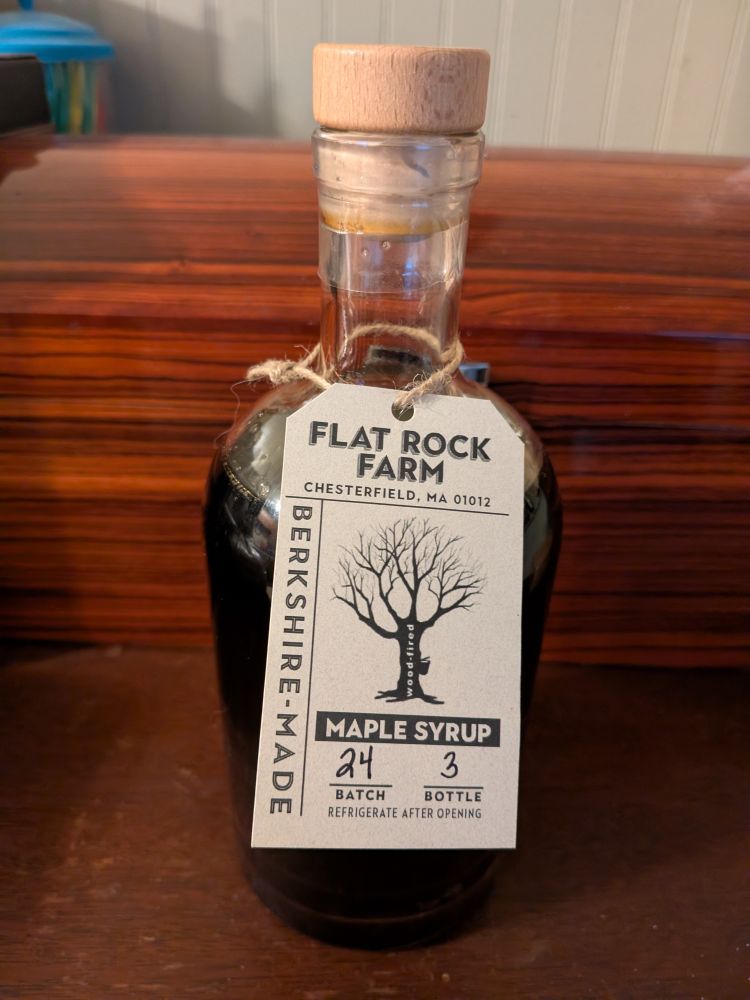 FLAT ROCK
FARM
CHESTERFIELD, MA 01012
BERKSHIRE-MADE
wood-fired
MAPLE SYRUP
24 3
BATCH BOTTLE
REFRIGERATE AFTER OPENING